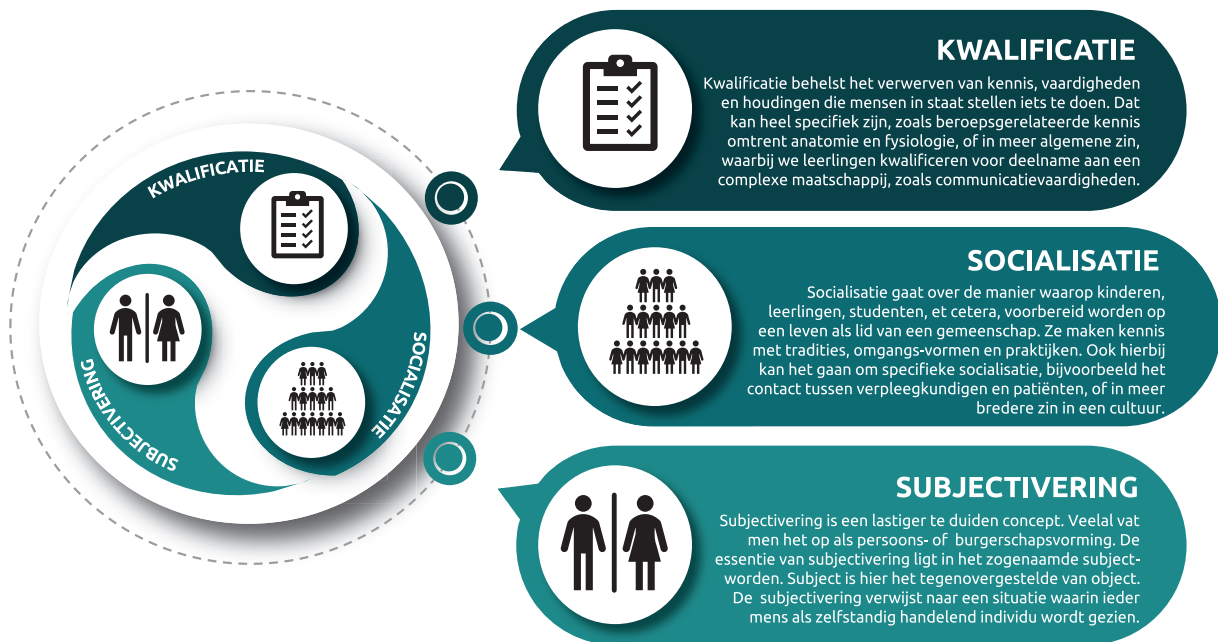 KWALIFICATIE
SOCIALISATIE
SUBJECTIVERING
KWALIFICATIE
Kwalificatie behelst het verwerven van kennis, vaardigheden
en houdingen die mensen in staat stellen iets te doen. Dat
kan heel specifiek zijn, zoals beroepsgerelateerde kennis
omtrent anatomie en fysiologie, of in meer algemene zin,
waarbij we leerlingen kwalificeren voor deelname aan een
complexe maatschappij, zoals communicatievaardigheden.
SOCIALISATIE
Socialisatie gaat over de manier waarop kinderen,
leerlingen, studenten, et cetera, voorbereid worden op
een leven als lid van een gemeenschap. Ze maken kennis
met tradities, omgangs-vormen en praktijken. Ook hierbij
kan het gaan om specifieke socialisatie, bijvoorbeeld het
contact tussen verpleegkundigen en patiënten, of in meer
bredere zin in een cultuur.
SUBJECTIVERING
Subjectivering is een lastiger te duiden concept. Veelal vat
men het op als persoons- of burgerschapsvorming. De
essentie van subjectivering ligt in het zogenaamde subject-
worden. Subject is hier het tegenovergestelde van object.
De subjectivering verwijst naar een situatie waarin ieder
mens als zelfstandig handelend individu wordt gezien.